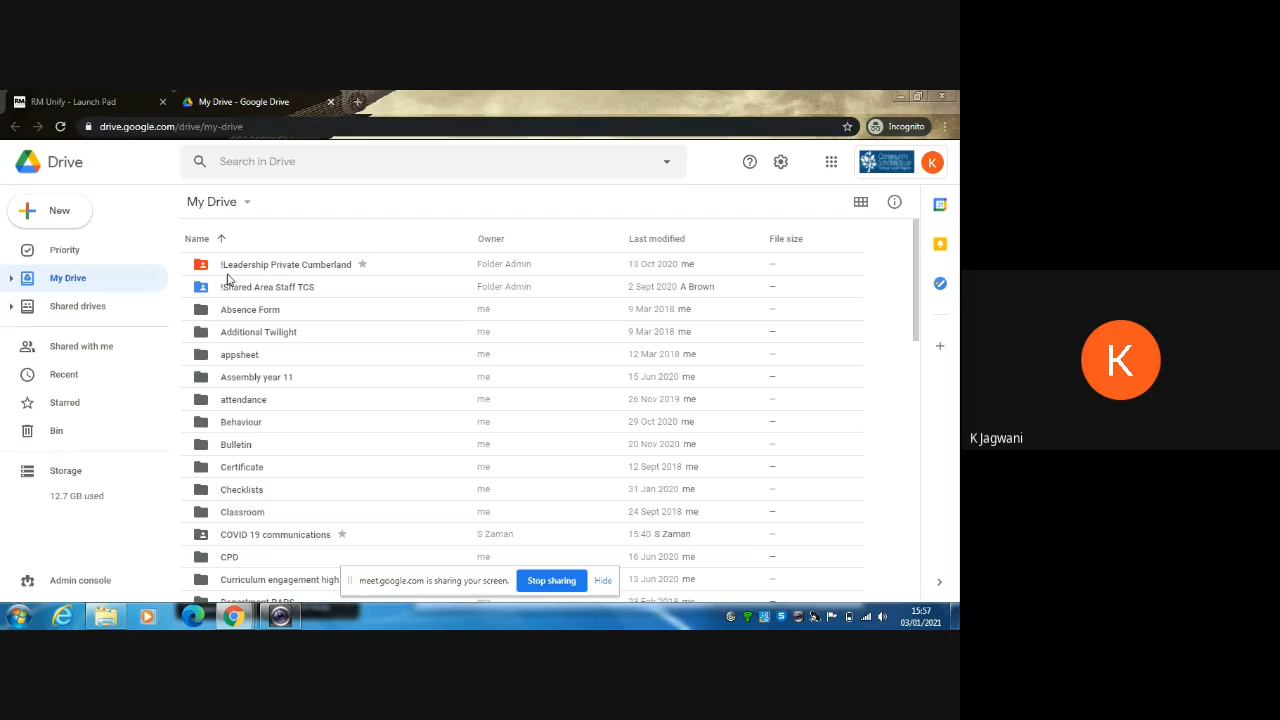 RM RM Unify - Launch Pad
My Drive - Google Drive
drive.google.com/drive/my-drive
Incognito
Drive
Search in Drive
Community Schools Trust
K
New
My Drive
Priority
Name Owner Last modified File size
!Leadership Private Cumberland Folder Admin 13 Oct 2020 me –
My Drive
!Shared Area Staff TCS Folder Admin 2 Sept 2020 A Brown –
Shared drives
Absence Form me 9 Mar 2018 me –
Additional Twilight me 9 Mar 2018 me –
Shared with me
appsheet me 12 Mar 2018 me –
Recent
Assembly year 11 me 15 Jun 2020 me –
Starred
attendance me 26 Nov 2019 me –
Behaviour me 29 Oct 2020 me –
Bin
Bulletin me 20 Nov 2020 me –
Storage
Certificate me 12 Sept 2018 me –
12.7 GB used
Checklists me 31 Jan 2020 me –
Classroom me 24 Sept 2018 me –
COVID 19 communications S Zaman 15:40 S Zaman –
CPD me 16 Jun 2020 me –
Admin console
Curriculum engagement high 13 Jun 2020 me –
meet.google.com is sharing your screen. Stop sharing Hide
15:57
03/01/2021
K
K Jagwani